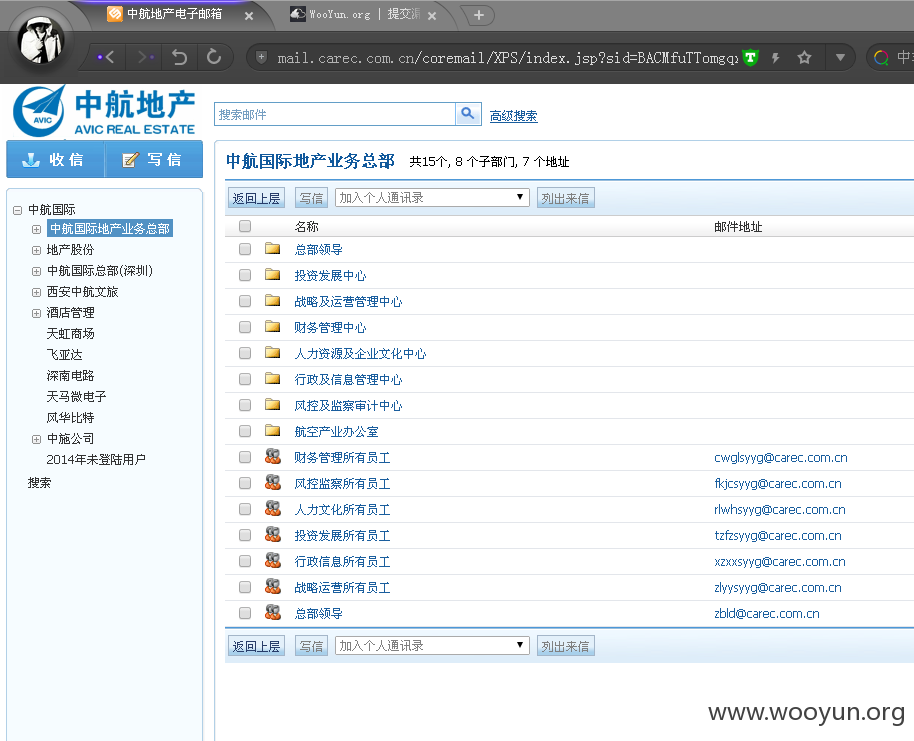 中航地产电子邮箱
WooYun.org | 提交漏
mail.carec.com.cn/coremail/XPS/index.jsp?sid=BACMfuTTomgqx
中航地产
AVIC
AVIC REAL ESTATE
搜索邮件
高级搜索
收信
写信
中航国际地产业务总部 共15个, 8 个子部门, 7 个地址
返回上层 写信 加入个人通讯录 列出来信
中航国际
中航国际地产业务总部
地产股份
中航国际总部(深圳)
西安中航文旅
酒店管理
天虹商场
飞亚达
深南电路
天马微电子
风华比特
中施公司
2014年未登陆用户
搜索
名称 邮件地址
总部领导
投资发展中心
战略及运营管理中心
财务管理中心
人力资源及企业文化中心
行政及信息管理中心
风控及监察审计中心
航空产业办公室
财务管理所有员工 cwglsyyg@carec.com.cn
风控监察所有员工 fkjcsyyg@carec.com.cn
人力文化所有员工 rlwhsyyg@carec.com.cn
投资发展所有员工 tzfzsyyg@carec.com.cn
行政信息所有员工 xzxxsyyg@carec.com.cn
战略运营所有员工 zlyysyyg@carec.com.cn
总部领导 zbld@carec.com.cn
返回上层 写信 加入个人通讯录 列出来信
www.wooyun.org